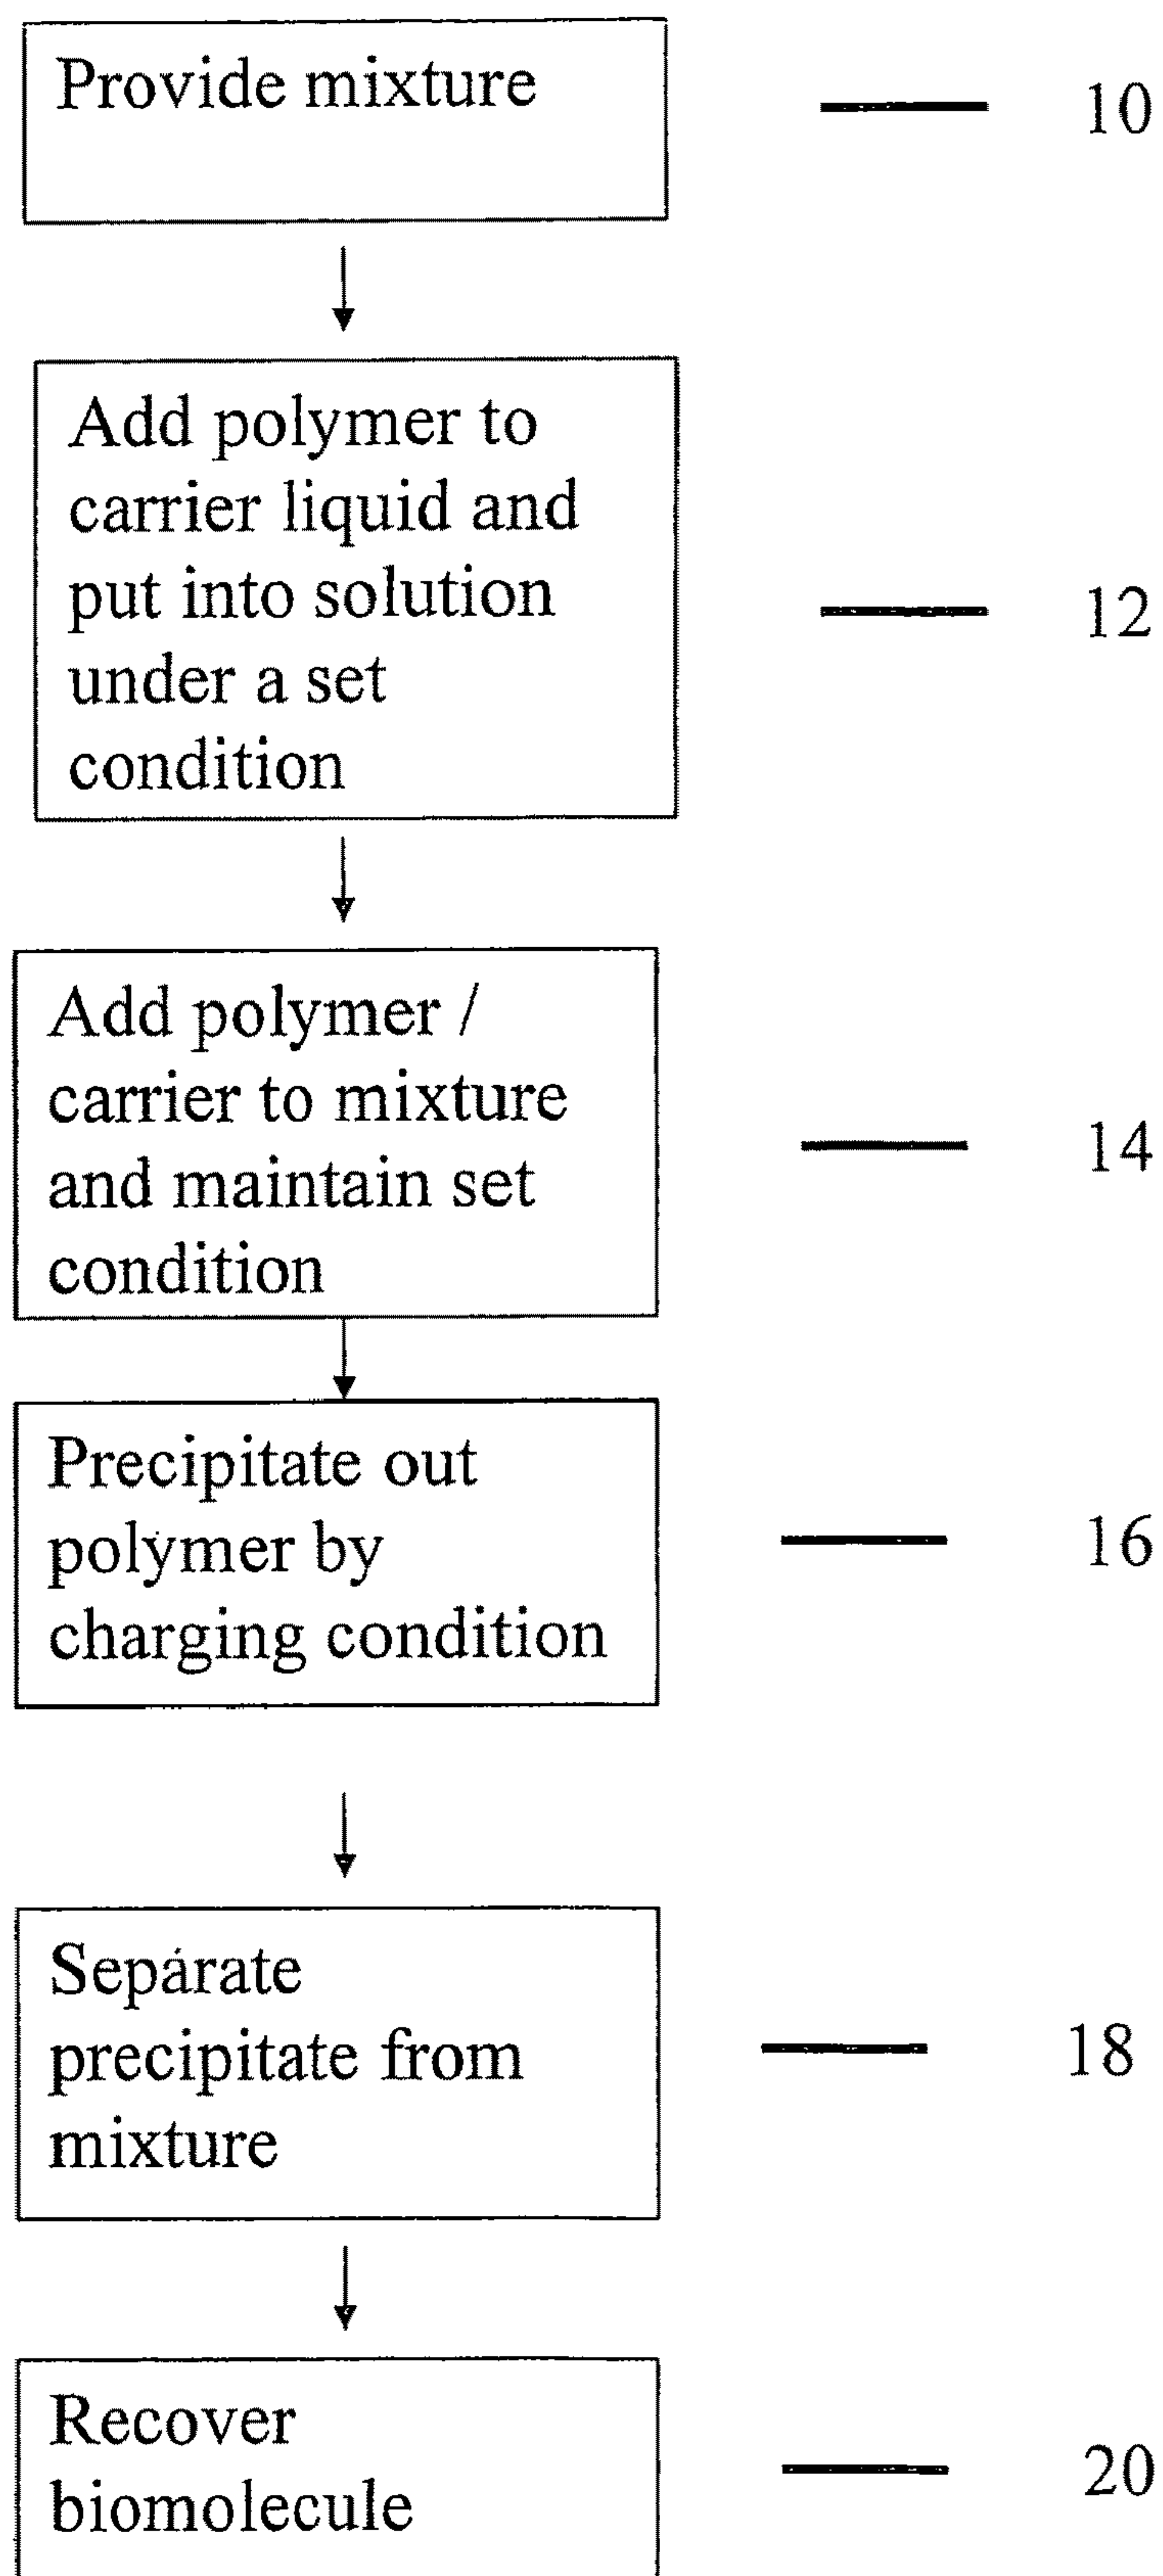 Provide mixture
10
Add polymer to
carrier liquid and
put into solution
under a set
condition
12
Add polymer /
carrier to mixture
and maintain set
condition
14
Precipitate out
polymer by
charging condition
16
Separate
precipitate from
mixture
18
Recover
biomolecule
20